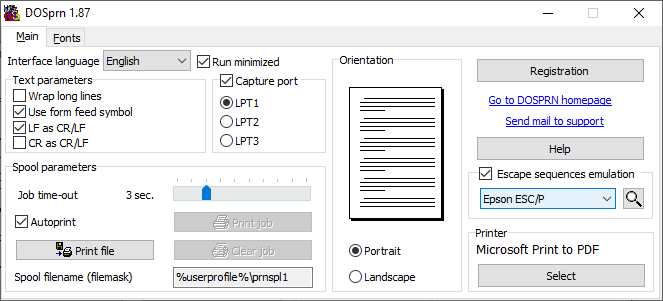 DOSprn 1.87
Main
Fonts
Interface language
English
Run minimized
Text parameters
Wrap long lines
Use form feed symbol
LF as CR/LF
CR as CR/LF
Capture port
LPT1
LPT2
LPT3
Spool parameters
Job time-out
3 sec.
Autoprint
Print job
Print file
Clear job
Spool filename (filemask)
%userprofile%\prnspl1
Orientation
Portrait
Landscape
Registration
Go to DOSPRN homepage
Send mail to support
Help
Escape sequences emulation
Epson ESC/P
Printer
Microsoft Print to PDF
Select